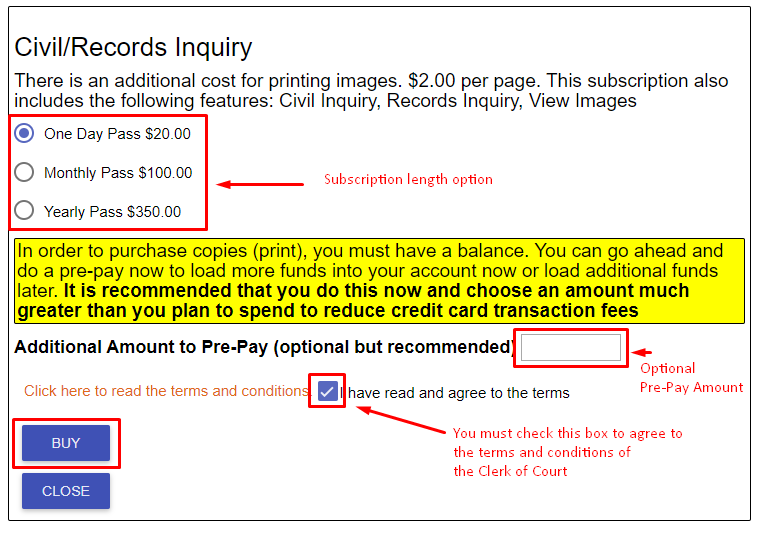 Civil/Records Inquiry
There is an additional cost for printing images. $2.00 per page. This subscription also
includes the following features: Civil Inquiry, Records Inquiry, View Images
One Day Pass $20.00
Monthly Pass $100.00
Subscription length option
Yearly Pass $350.00
In order to purchase copies (print), you must have a balance. You can go ahead and
do a pre-pay now to load more funds into your account now or load additional funds
later. It is recommended that you do this now and choose an amount much
greater than you plan to spend to reduce credit card transaction fees
Additional Amount to Pre-Pay (optional but recommended)
Optional
Pre-Pay Amount
Click here to read the terms and conditions
I have read and agree to the terms
You must check this box to agree to
the terms and conditions of
the Clerk of Court
BUY
CLOSE